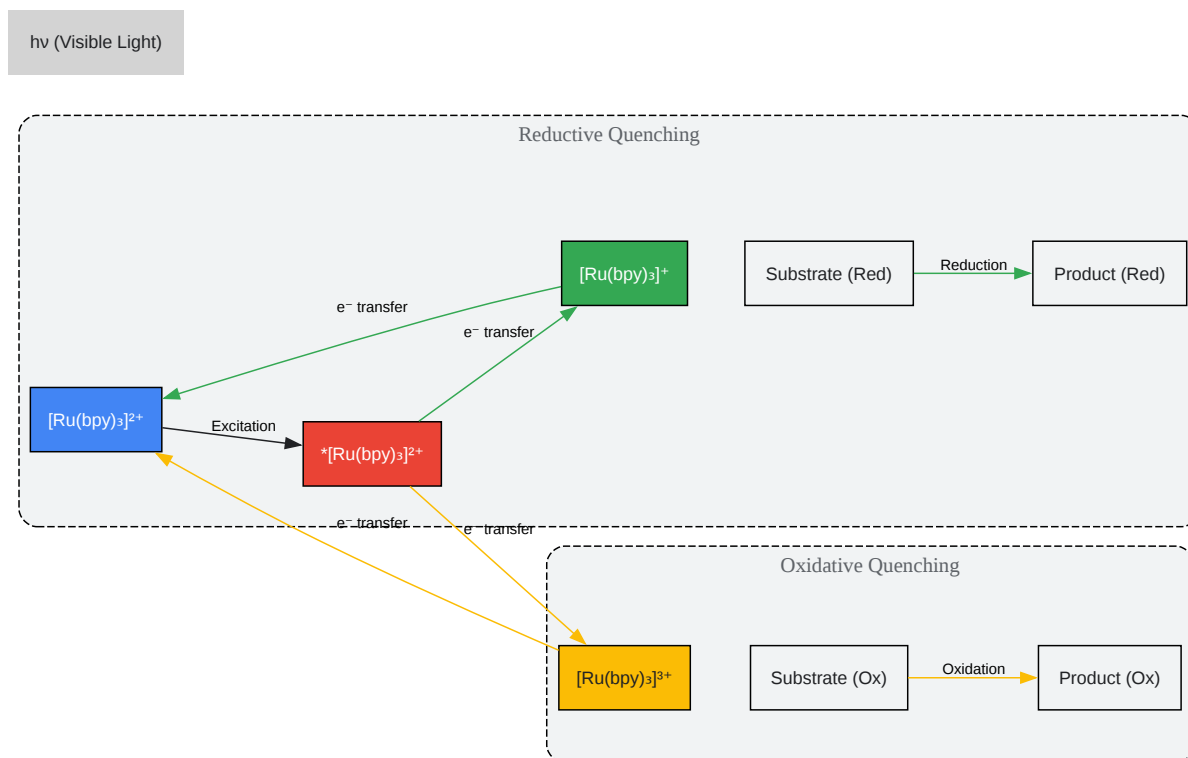 hν (Visible Light)
Reductive Quenching
[Ru(bpy)₃]⁺
Substrate (Red)
Reduction
Product (Red)
e⁻ transfer
e⁻ transfer
[Ru(bpy)₃]²⁺
Excitation
*[Ru(bpy)₃]²⁺
e⁻ transfer
e⁻ transfer
Oxidative Quenching
[Ru(bpy)₃]³⁺
Substrate (Ox)
Oxidation
Product (Ox)